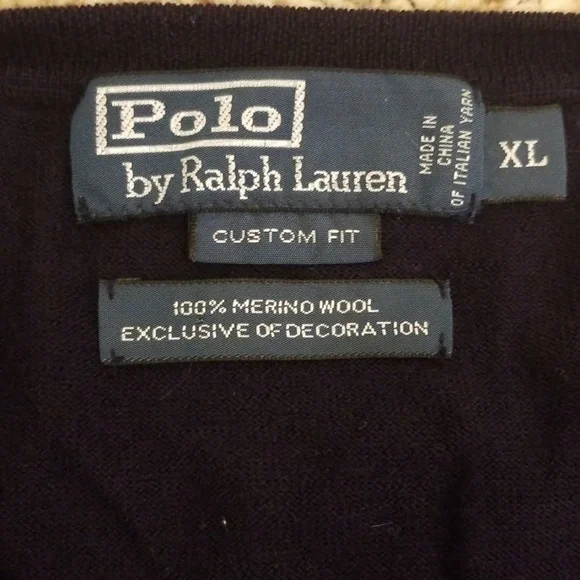 Polo
by Ralph Lauren
MADE IN
CHINA
OF ITALIAN YARN
XL
CUSTOM FIT
100% MERINO WOOL
EXCLUSIVE OF DECORATION